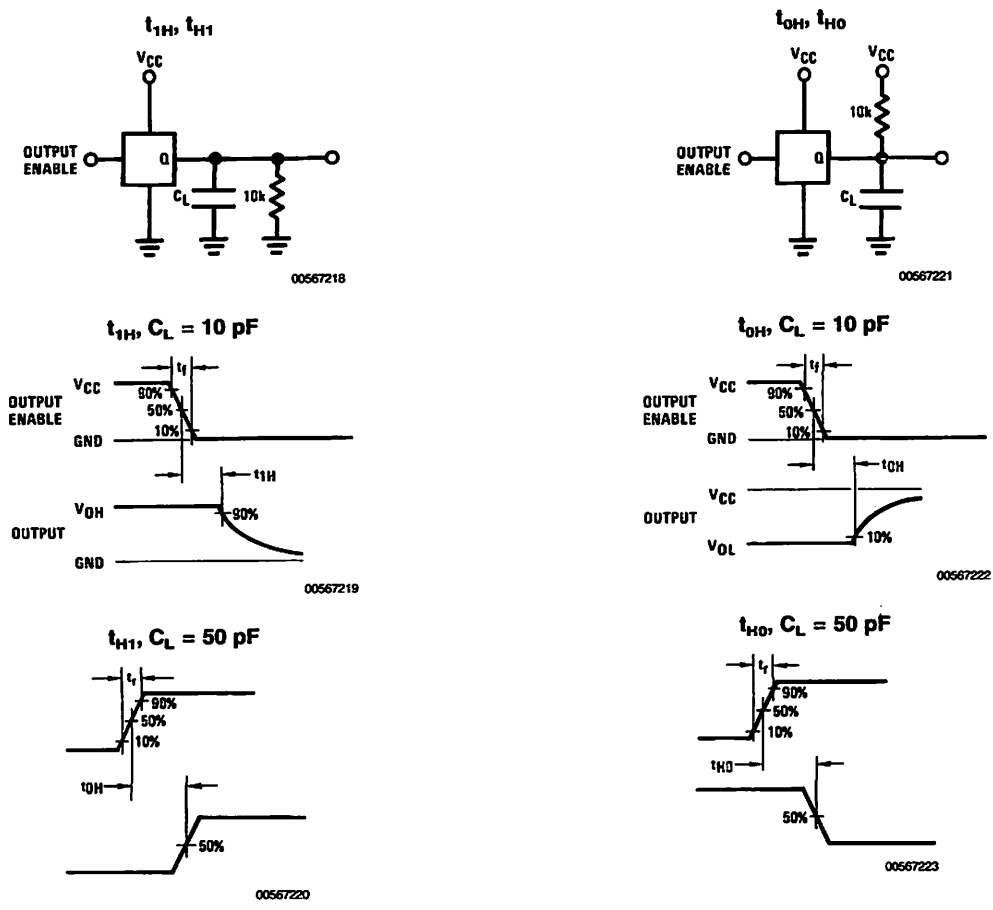 t1H, tH1
VCC
OUTPUT
ENABLE
Q
CL
10k
00567218
t0H, tH0
VCC
VCC
10k
OUTPUT
ENABLE
Q
CL
00567221
t1H, CL = 10 pF
VCC
tf
90%
50%
10%
OUTPUT
ENABLE
GND
t1H
VOH
90%
OUTPUT
GND
00567219
t0H, CL = 10 pF
VCC
tf
90%
50%
10%
OUTPUT
ENABLE
GND
t0H
VCC
OUTPUT
10%
VOL
00567222
tH1, CL = 50 pF
tr
90%
50%
10%
t0H
50%
00567220
tH0, CL = 50 pF
tr
90%
50%
10%
tH0
50%
00567223